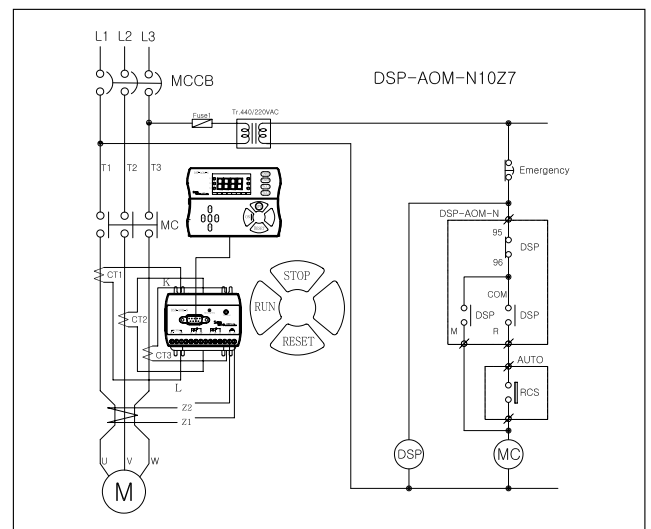 L1 L2 L3
MCCB
DSP-AOM-N10Z7
Fuse1
Tr.440/220VAC
T1 T2 T3
Emergency
DSP-AOM-N
MC
95
DSP
96
CT1
K
STOP
COM
RUN
CT2
DSP
DSP
M
R
RESET
CT3
AUTO
L
RCS
Z2
Z1
DSP
MC
U V W
M